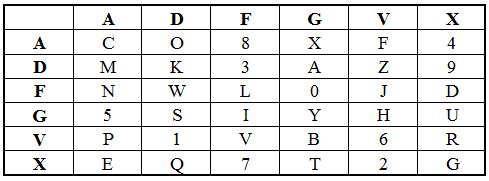 A D F G V X
A C O 8 X F 4
D M K 3 A Z 9
F N W L 0 J D
G 5 S I Y H U
V P 1 V B 6 R
X E Q 7 T 2 G